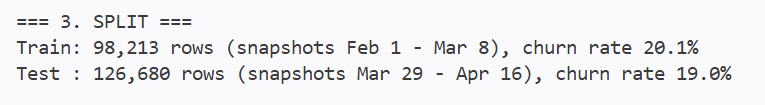 === 3. SPLIT ===
Train: 98,213 rows (snapshots Feb 1 - Mar 8), churn rate 20.1%
Test : 126,680 rows (snapshots Mar 29 - Apr 16), churn rate 19.0%